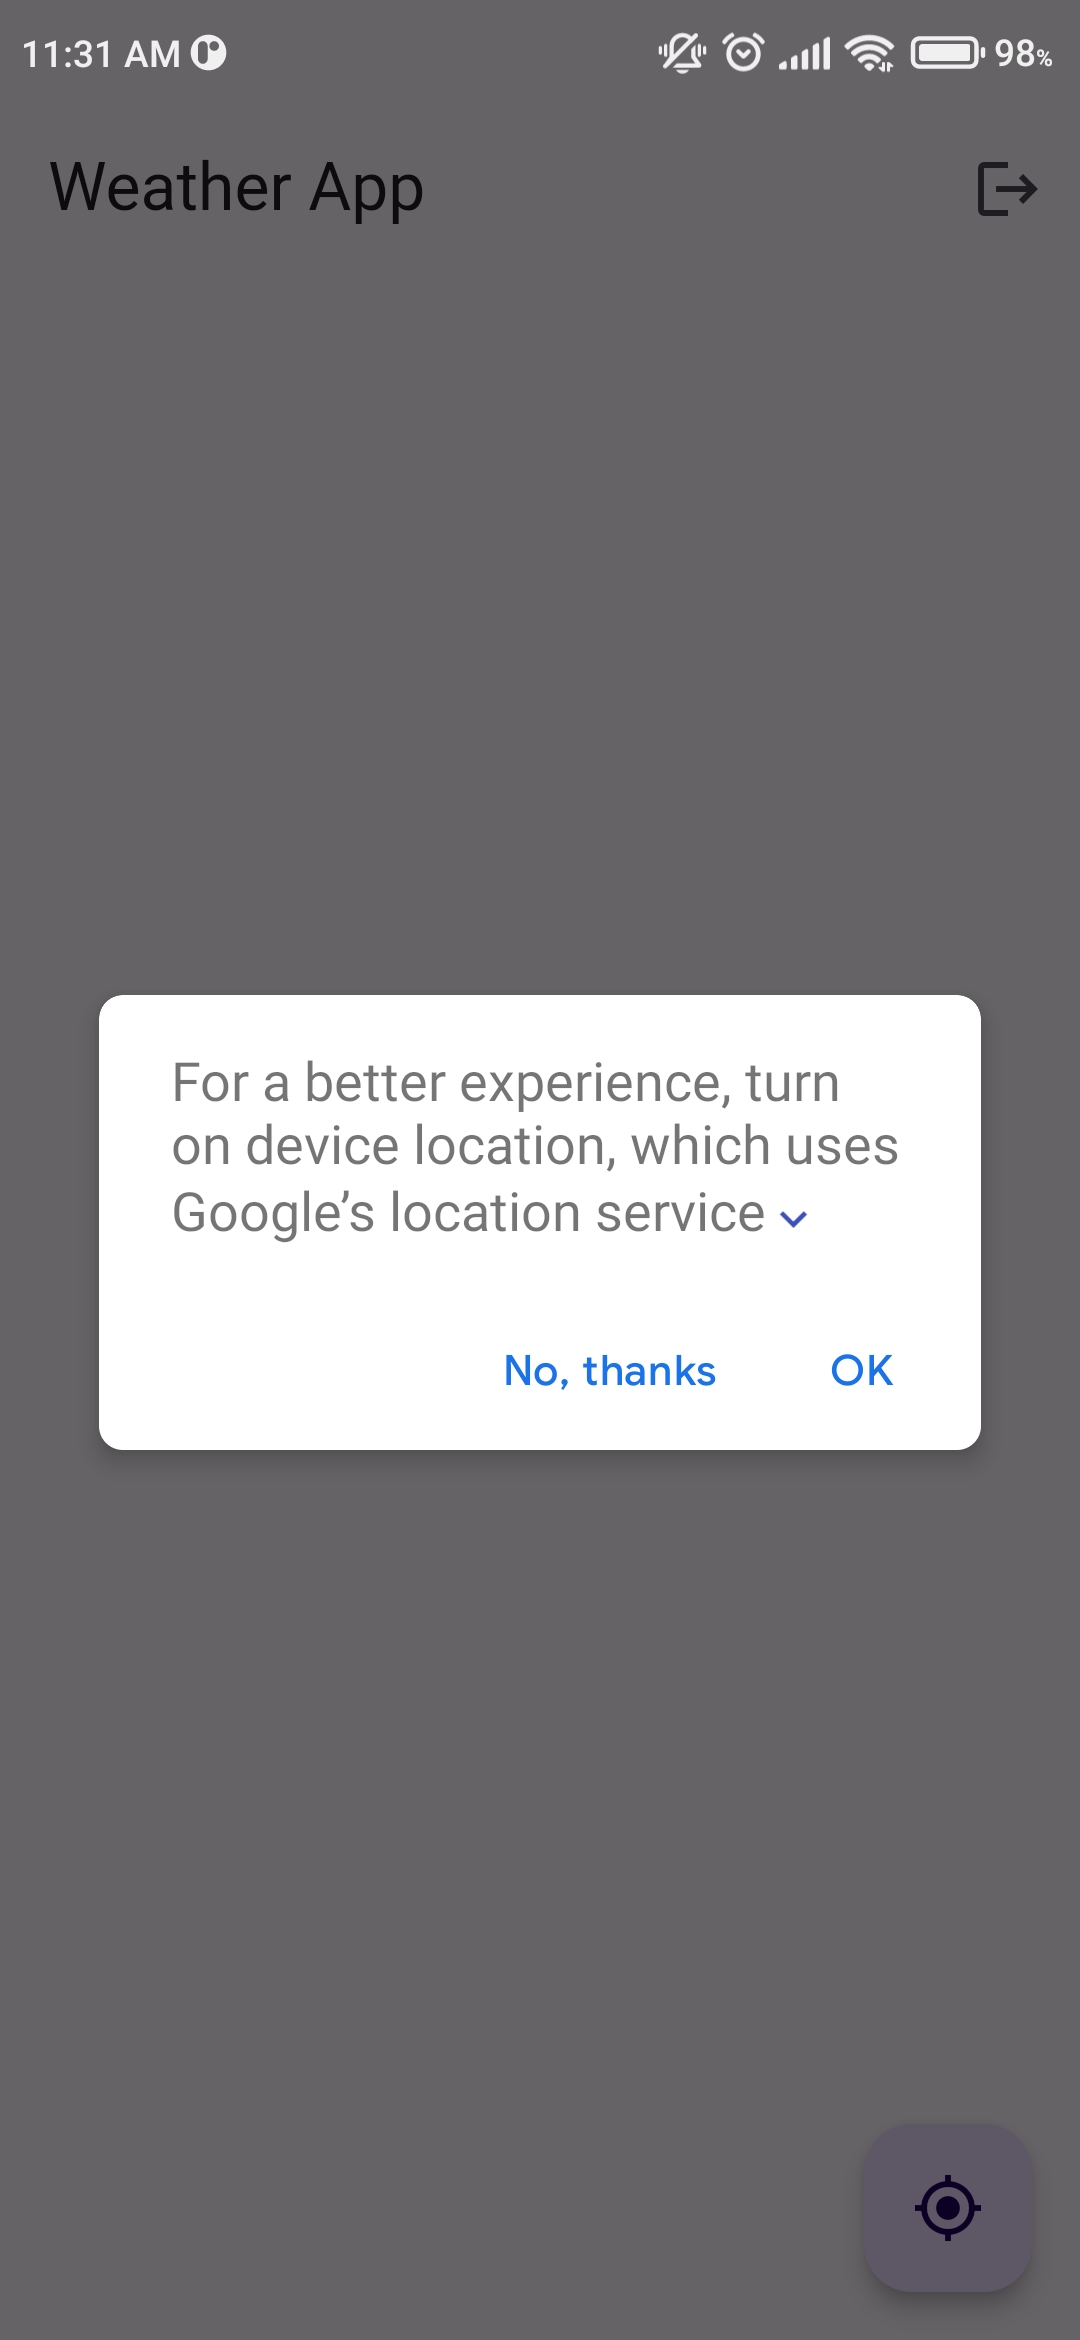 11:31 AM 98%
Weather App
For a better experience, turn
on device location, which uses
Google’s location service
No, thanks OK